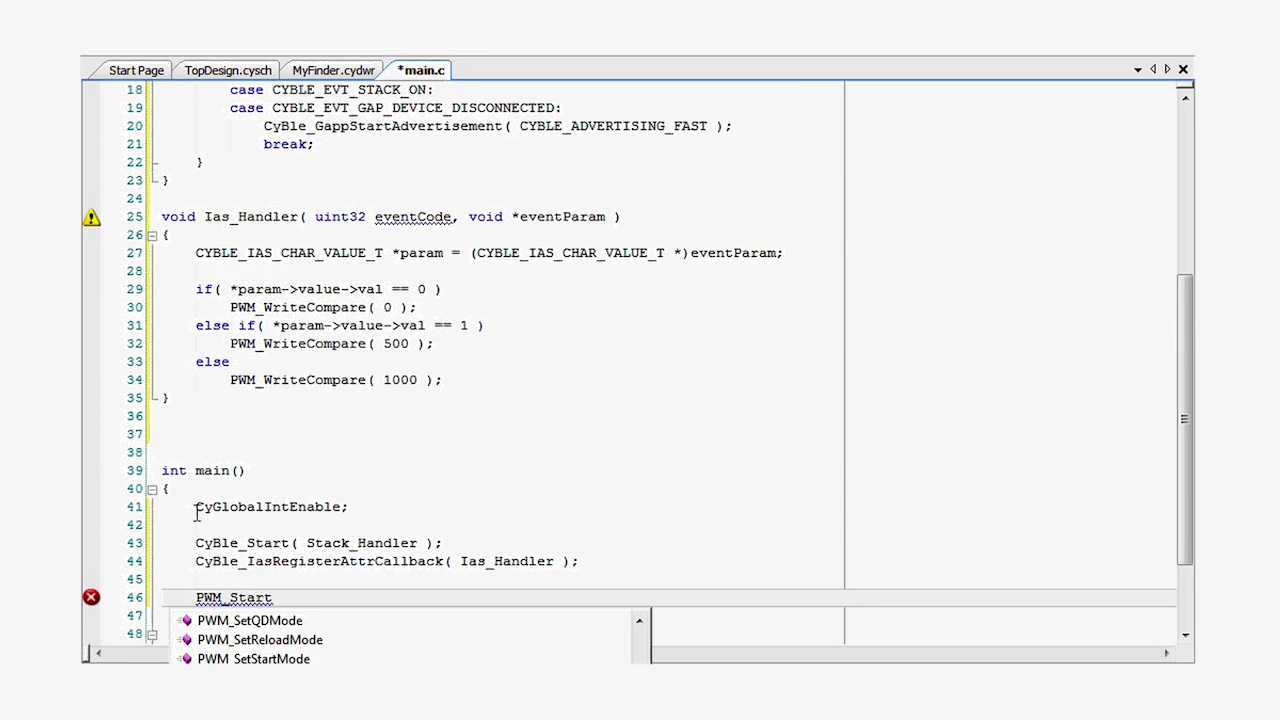 Start Page TopDesign.cysch MyFinder.cydwr *main.c
18 case CYBLE_EVT_STACK_ON:
19 case CYBLE_EVT_GAP_DEVICE_DISCONNECTED:
20 CyBle_GappStartAdvertisement( CYBLE_ADVERTISING_FAST );
21 break;
22 }
23 }
24
25 void Ias_Handler( uint32 eventCode, void *eventParam )
26 {
27 CYBLE_IAS_CHAR_VALUE_T *param = (CYBLE_IAS_CHAR_VALUE_T *)eventParam;
28
29 if( *param->value->val == 0 )
30 PWM_WriteCompare( 0 );
31 else if( *param->value->val == 1 )
32 PWM_WriteCompare( 500 );
33 else
34 PWM_WriteCompare( 1000 );
35 }
36
37
38
39 int main()
40 {
41 CyGlobalIntEnable;
42
43 CyBle_Start( Stack_Handler );
44 CyBle_IasRegisterAttrCallback( Ias_Handler );
45
46 PWM_Start
47 PWM_SetQDMode
PWM_SetReloadMode
48 PWM_SetStartMode